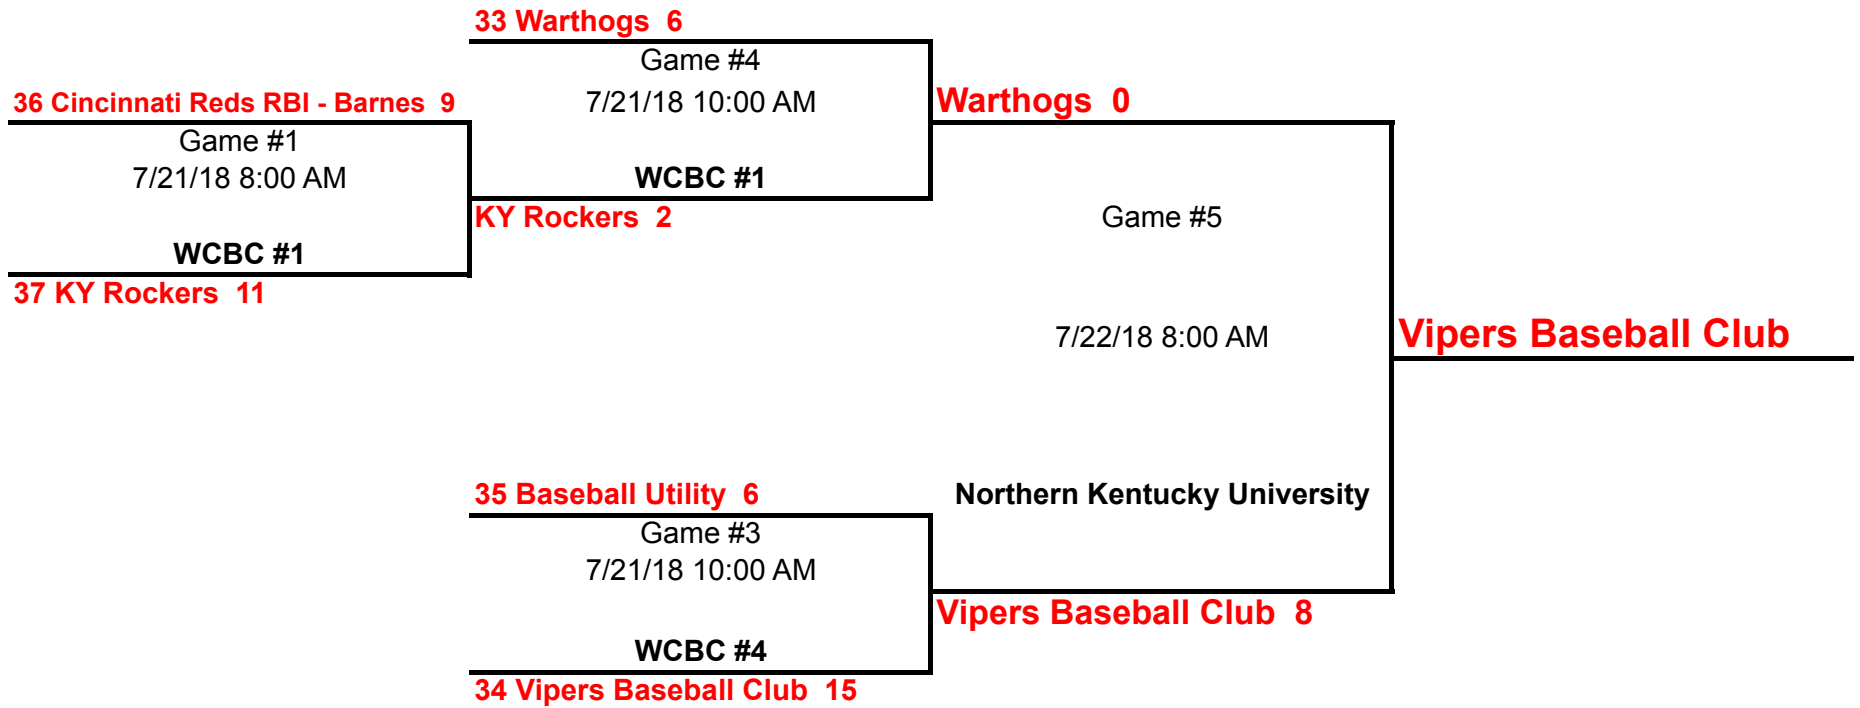 33 Warthogs  6
Game #4
7/21/18 10:00 AM
WCBC #1
KY Rockers  2
36 Cincinnati Reds RBI - Barnes  9
Game #1
7/21/18 8:00 AM
WCBC #1
37 KY Rockers  11
Warthogs  0
Game #5
7/22/18 8:00 AM
Northern Kentucky University
Vipers Baseball Club  8
Vipers Baseball Club
35 Baseball Utility  6
Game #3
7/21/18 10:00 AM
WCBC #4
34 Vipers Baseball Club  15